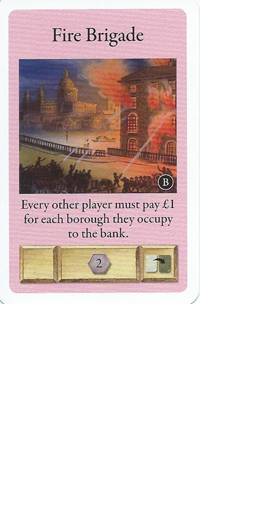 Fire Brigade
B
Every other player must pay £1
for each borough they occupy
to the bank.
2